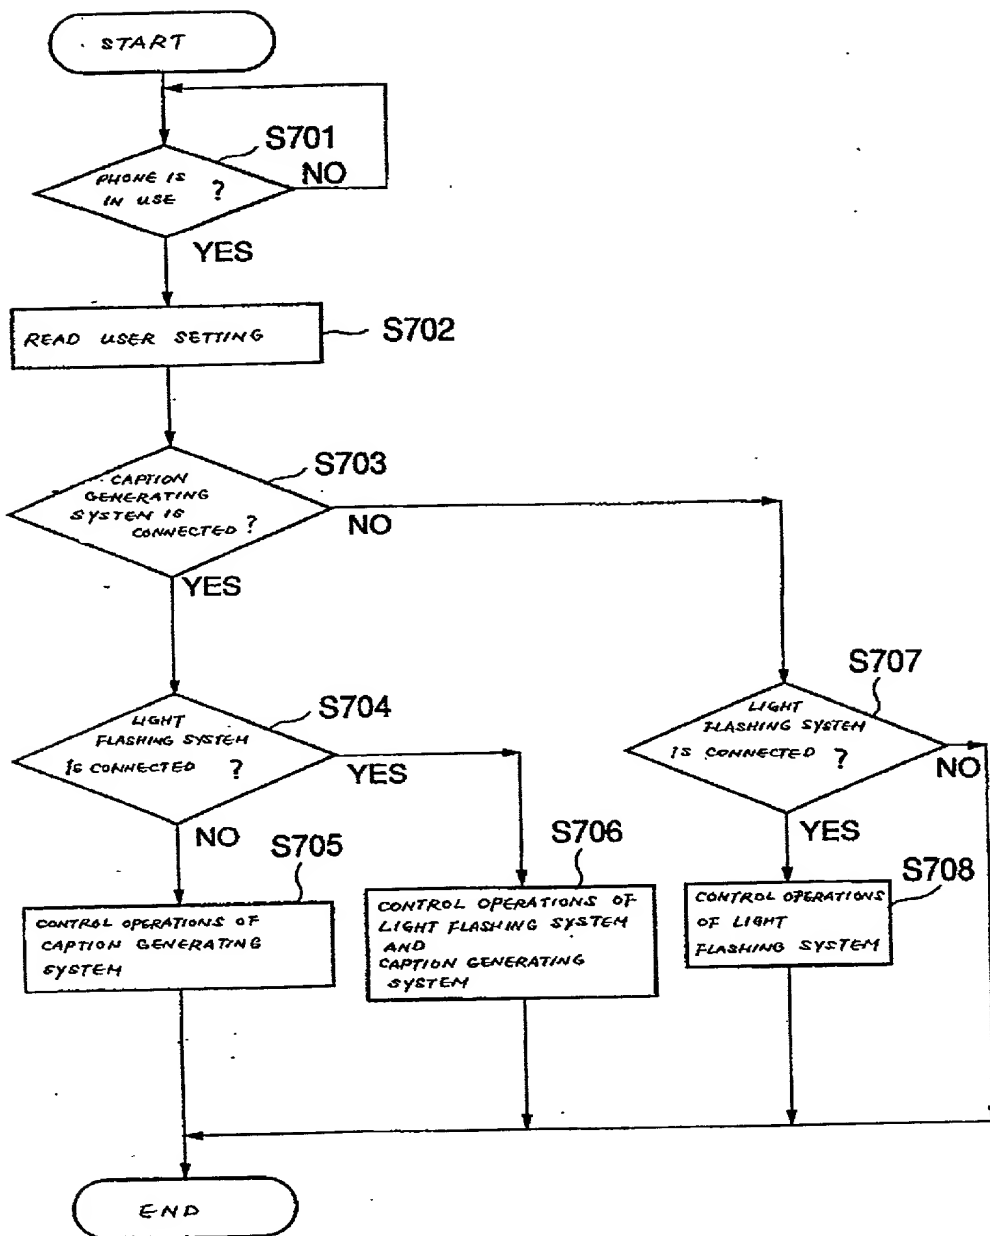 START
S701
PHONE IS
IN USE ?
NO
YES
READ USER SETTING
S702
S703
CAPTION
GENERATING
SYSTEM IS
CONNECTED ?
NO
YES
S704
LIGHT
FLASHING SYSTEM
IS CONNECTED ?
YES
NO
S707
LIGHT
FLASHING SYSTEM
IS CONNECTED ?
NO
YES
S705
CONTROL OPERATIONS OF
CAPTION GENERATING
SYSTEM
S706
CONTROL OPERATIONS OF
LIGHT FLASHING SYSTEM
AND
CAPTION GENERATING
SYSTEM
S708
CONTROL OPERATIONS
OF LIGHT
FLASHING SYSTEM
END